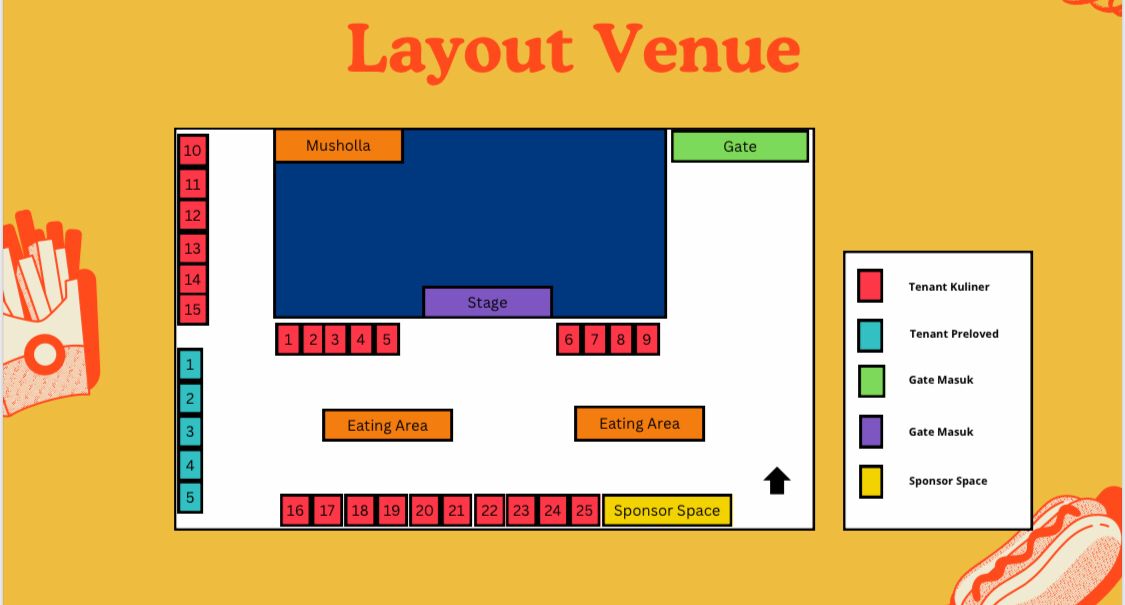 Layout Venue
Musholla
Gate
10
11
12
13
14
15
Stage
1 2 3 4 5
6 7 8 9
1
2
3
4
5
Eating Area
Eating Area
16 17 18 19 20 21 22 23 24 25 Sponsor Space
Tenant Kuliner
Tenant Preloved
Gate Masuk
Gate Masuk
Sponsor Space